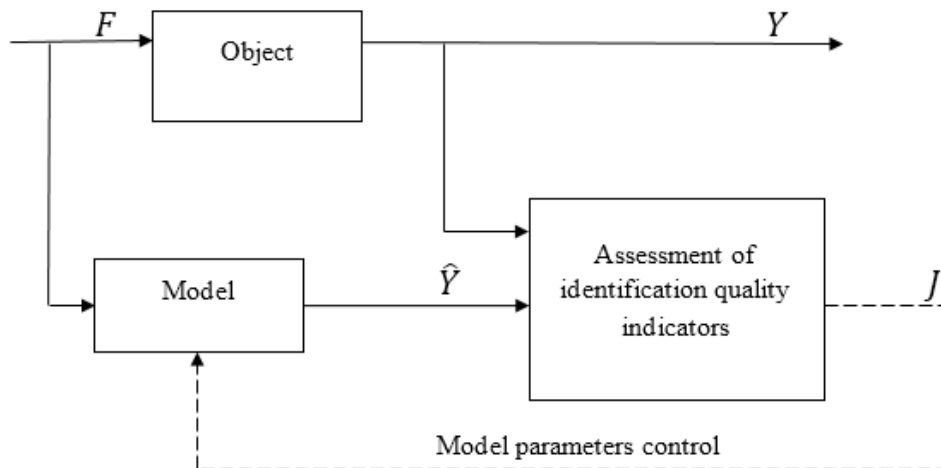 F
Y
Object
Assessment of
identification quality
indicators
Model
Ŷ
J
Model parameters control